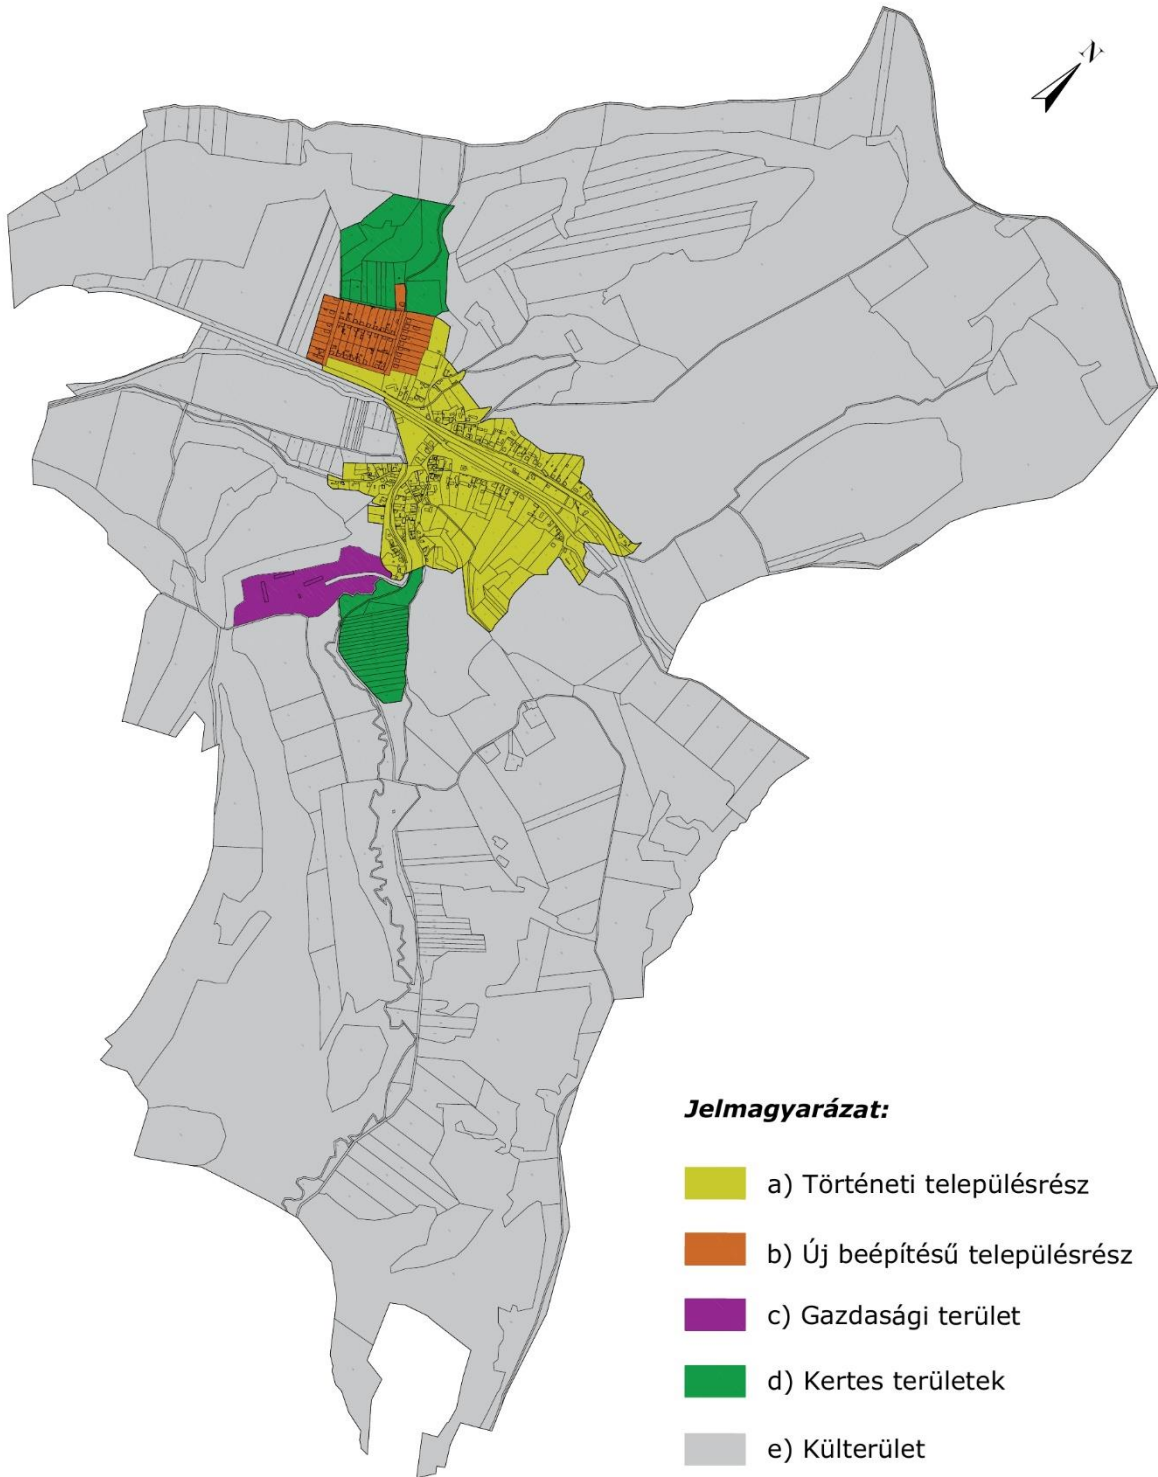 N
Jelmagyarázat:
a) Történeti településrész
b) Új beépítésű településrész
c) Gazdasági terület
d) Kertes területek
e) Külterület